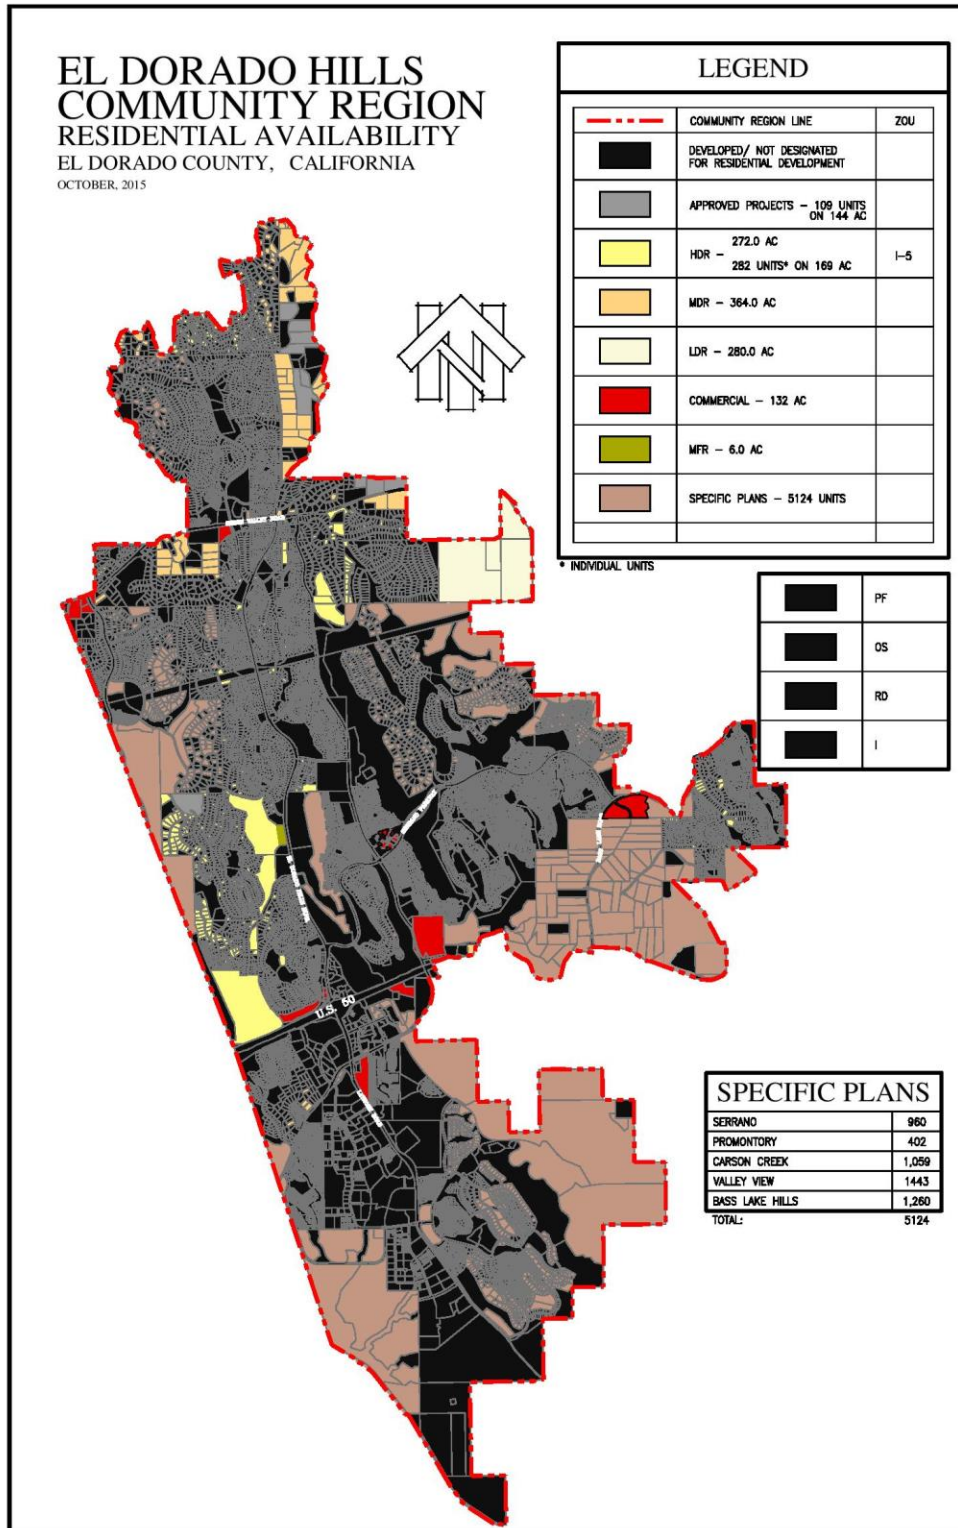 EL DORADO HILLS
COMMUNITY REGION
RESIDENTIAL AVAILABILITY
EL DORADO COUNTY, CALIFORNIA
OCTOBER, 2015
LEGEND
COMMUNITY REGION LINE ZOU
DEVELOPED/ NOT DESIGNATED
FOR RESIDENTIAL DEVELOPMENT
APPROVED PROJECTS – 109 UNITS
ON 144 AC
HDR – 272.0 AC
282 UNITS* ON 169 AC
I-5
MDR – 364.0 AC
LDR – 280.0 AC
COMMERCIAL – 132 AC
MFR – 6.0 AC
SPECIFIC PLANS – 5124 UNITS
* INDIVIDUAL UNITS
PF
OS
RD
I
U.S. 50
SPECIFIC PLANS
SERRANO 960
PROMONTORY 402
CARSON CREEK 1,059
VALLEY VIEW 1443
BASS LAKE HILLS 1,260
TOTAL: 5124